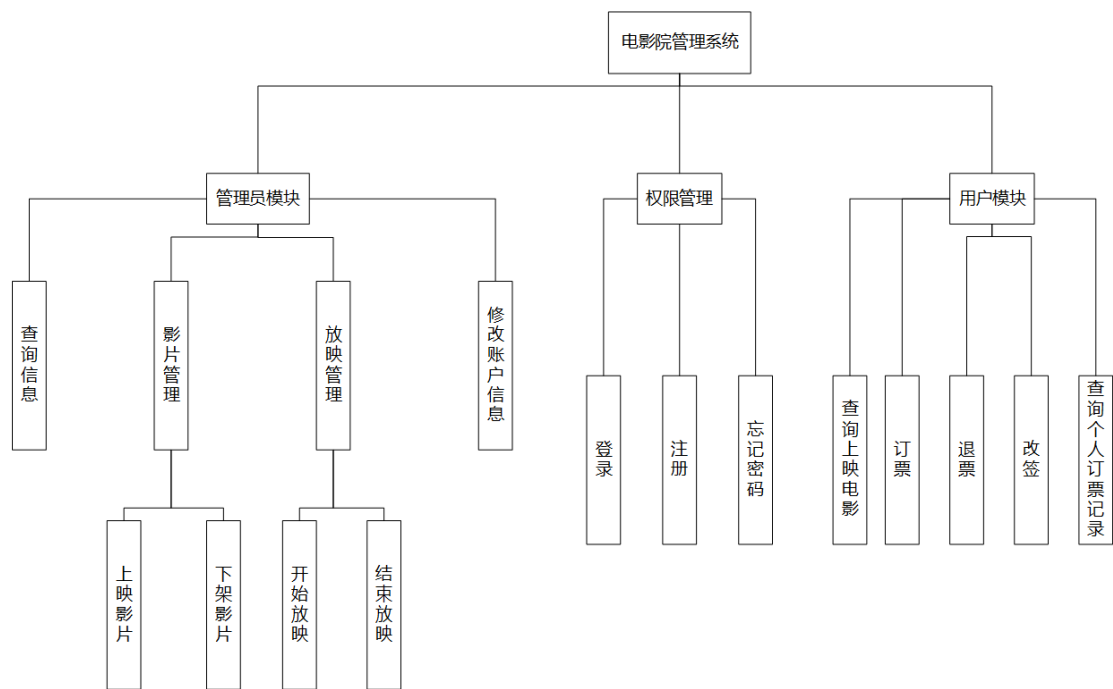 电影院管理系统
管理员模块
权限管理
用户模块
查询信息
影片管理
放映管理
修改账户信息
登录
注册
忘记密码
查询上映电影
订票
退票
改签
查询个人订票记录
上映影片
下架影片
开始放映
结束放映